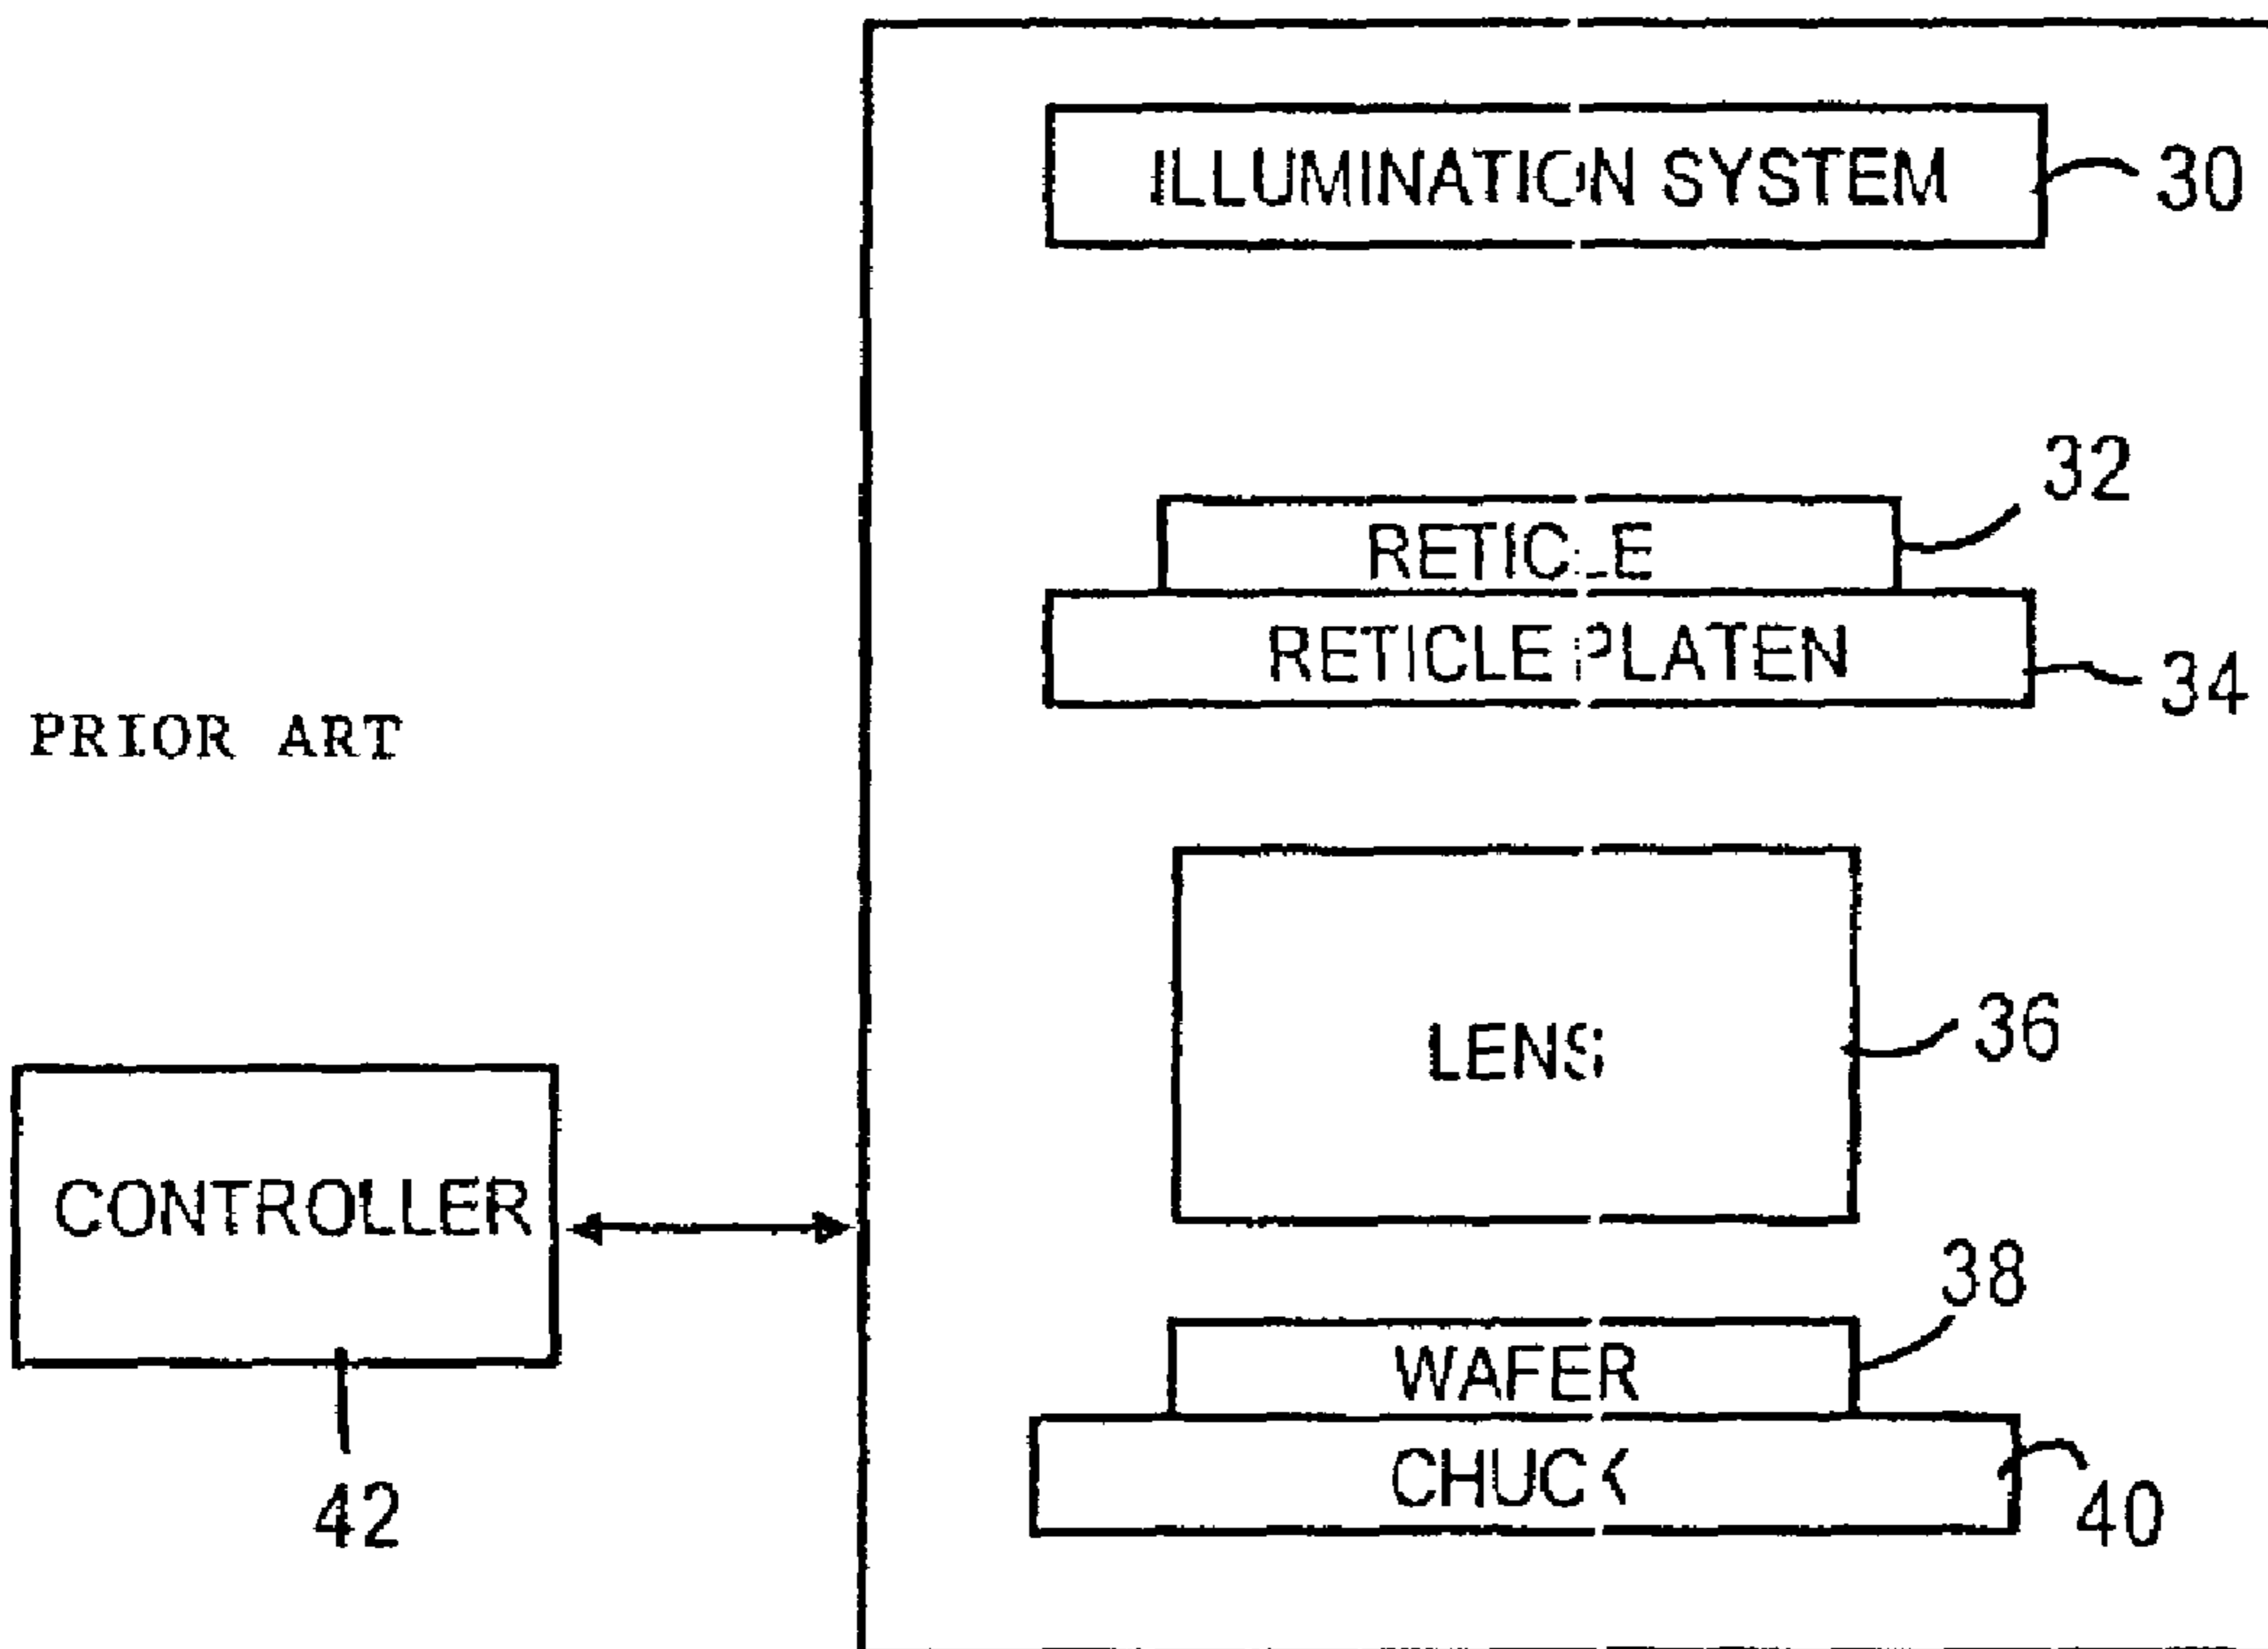 ILLUMINATION SYSTEM
30
32
RETICLE
RETICLE PLATEN
34
PRIOR ART
LENS
36
CONTROLLER
38
WAFER
CHUCK
40
42